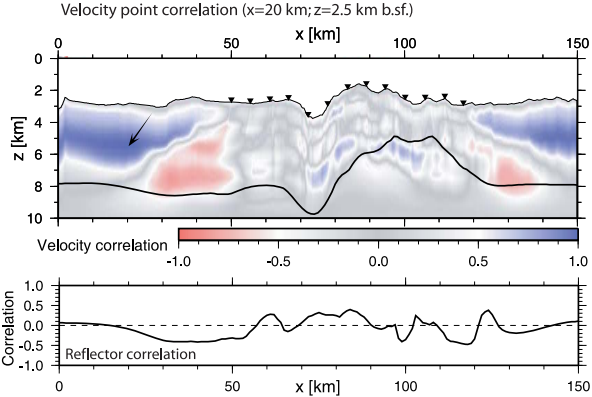 Velocity point correlation (x=20 km; z=2.5 km b.sf.)
x [km]
0 50 100 150
z [km]
0
2
4
6
8
10
Velocity correlation
-1.0 -0.5 0.0 0.5 1.0
Correlation
1.0
0.5
0.0
-0.5
-1.0
Reflector correlation
0 50 100 150
x [km]